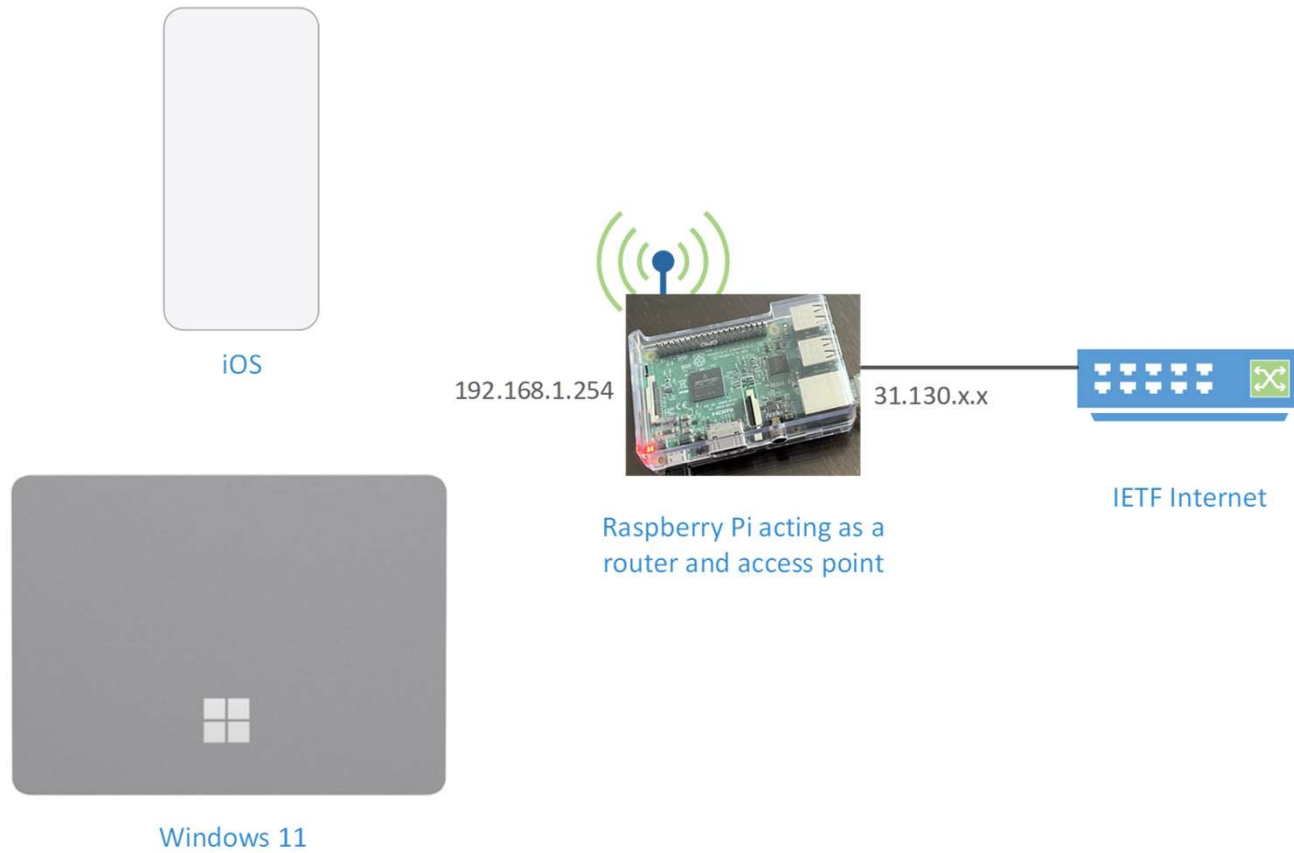 iOS
192.168.1.254
31.130.x.x
Raspberry Pi acting as a
router and access point
IETF Internet
Windows 11